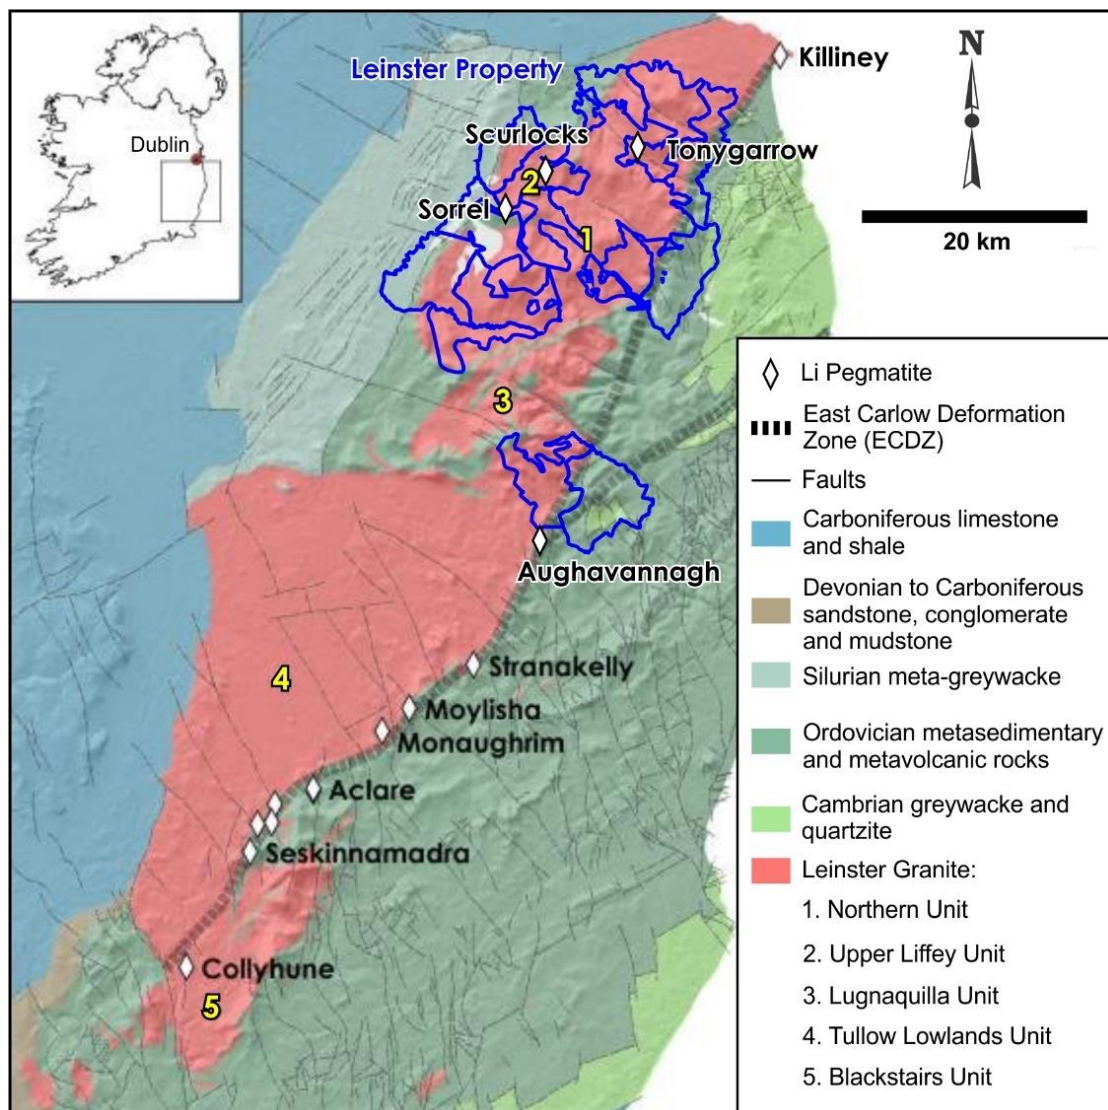 Dublin
Leinster Property
Killiney
N
Scurlocks
Tonygarrow
2
Sorrel
1
20 km
3
Aughavannagh
Stranakelly
4
Moylisha
Monaughrim
Aclare
Seskinnamadra
Collyhune
5
Li Pegmatite
East Carlow Deformation
Zone (ECDZ)
Faults
Carboniferous limestone
and shale
Devonian to Carboniferous
sandstone, conglomerate
and mudstone
Silurian meta-greywacke
Ordovician metasedimentary
and metavolcanic rocks
Cambrian greywacke and
quartzite
Leinster Granite:
1. Northern Unit
2. Upper Liffey Unit
3. Lugnaquilla Unit
4. Tullow Lowlands Unit
5. Blackstairs Unit